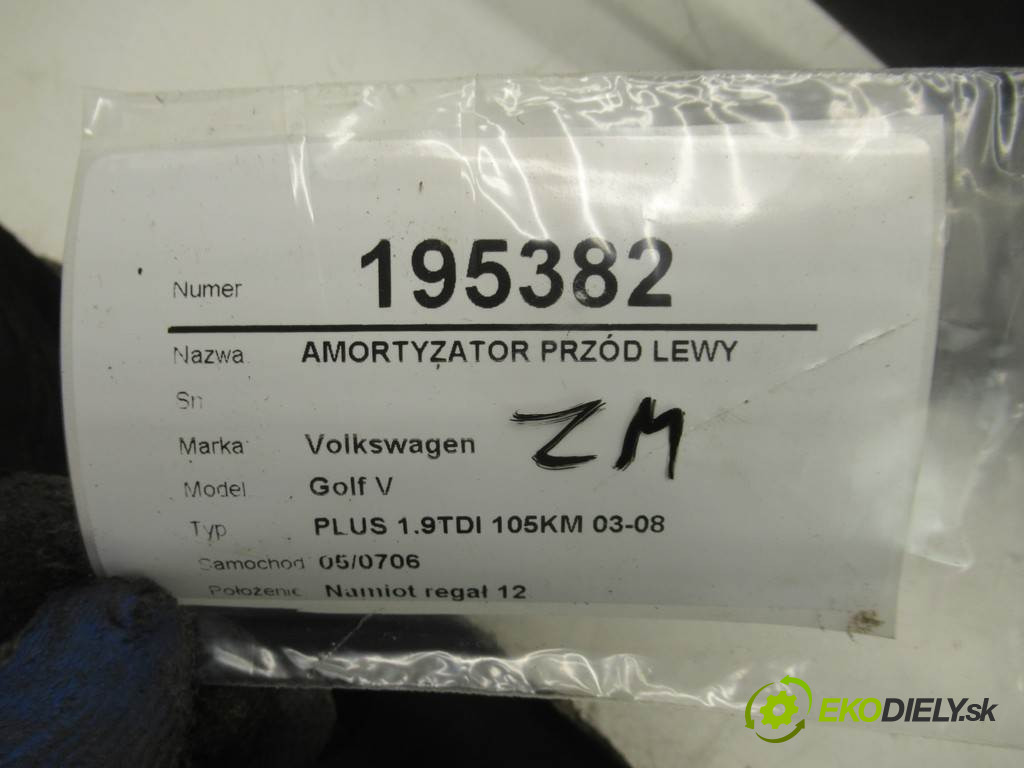 Numer 195382
Nazwa AMORTYZATOR PRZÓD LEWY
Sn
Marka Volkswagen ZM
Model Golf V
Typ PLUS 1.9TDI 105KM 03-08
Samochod 05/0706
Położenie Namiot regał 12
EKODIELY.sk